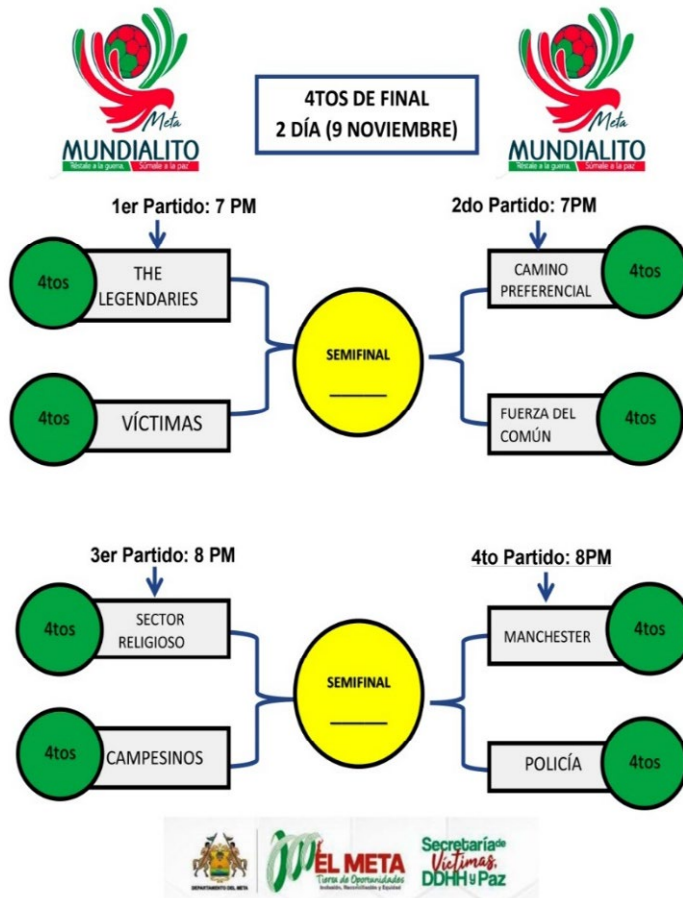 Meta
MUNDIALITO
Réstale a la guerra, Súmale a la paz
4TOS DE FINAL
2 DÍA (9 NOVIEMBRE)
Meta
MUNDIALITO
Réstale a la guerra, Súmale a la paz
1er Partido: 7 PM
2do Partido: 7PM
4tos
THE
LEGENDARIES
CAMINO
PREFERENCIAL
4tos
SEMIFINAL
4tos
VÍCTIMAS
FUERZA DEL
COMÚN
4tos
3er Partido: 8 PM
4to Partido: 8PM
4tos
SECTOR
RELIGIOSO
MANCHESTER
4tos
SEMIFINAL
4tos
CAMPESINOS
POLICÍA
4tos
DEPARTAMENTO DEL META
EL META
Tierra de Oportunidades
Inclusión, Reconciliación y Equidad
Secretaría de
Víctimas,
DDHH y Paz